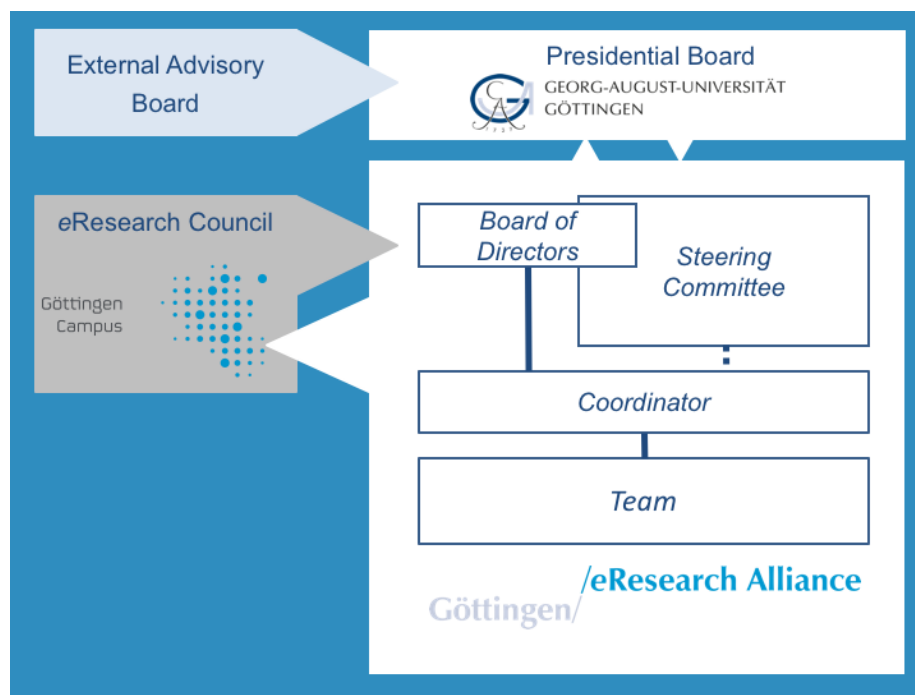 External Advisory
Board
Presidential Board
GEORG-AUGUST-UNIVERSITÄT
GÖTTINGEN
eResearch Council
Göttingen
Campus
Board of
Directors
Steering
Committee
Coordinator
Team
/eResearch Alliance
Göttingen/